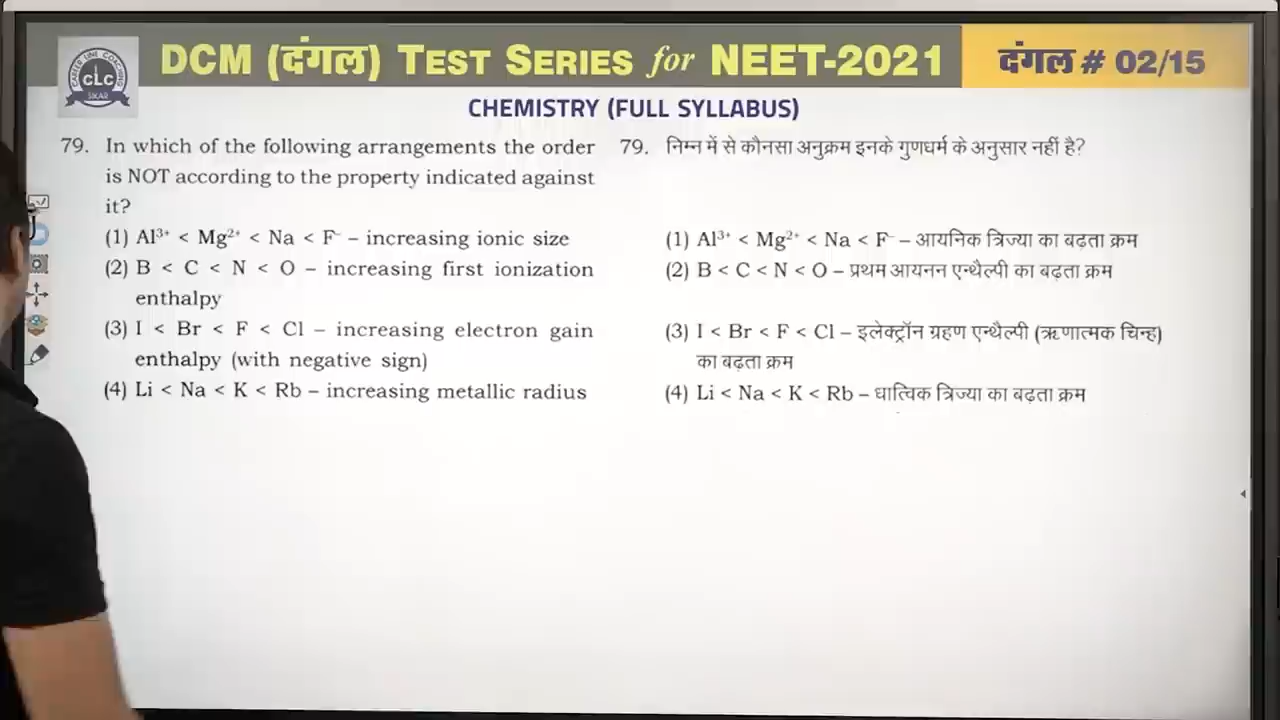 DCM (दंगल) TEST SERIES for NEET-2021
दंगल # 02/15
CAREER LINE COACHING
CLC
SIKAR
CHEMISTRY (FULL SYLLABUS)
79. In which of the following arrangements the order
is NOT according to the property indicated against
it?
(1) Al³⁺ < Mg²⁺ < Na < F⁻ – increasing ionic size
(2) B < C < N < O – increasing first ionization
enthalpy
(3) I < Br < F < Cl – increasing electron gain
enthalpy (with negative sign)
(4) Li < Na < K < Rb – increasing metallic radius
79. निम्न में से कौनसा अनुक्रम इनके गुणधर्म के अनुसार नहीं है?
(1) Al³⁺ < Mg²⁺ < Na < F⁻ – आयनिक त्रिज्या का बढ़ता क्रम
(2) B < C < N < O – प्रथम आयनन एन्थैल्पी का बढ़ता क्रम
(3) I < Br < F < Cl – इलेक्ट्रॉन ग्रहण एन्थैल्पी (ऋणात्मक चिन्ह)
का बढ़ता क्रम
(4) Li < Na < K < Rb – धात्विक त्रिज्या का बढ़ता क्रम